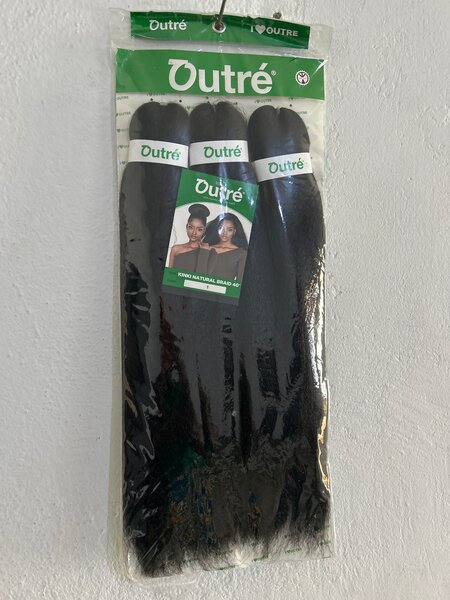 Outré
I ♥ OUTRE
Outré®
Outré
Outré
Outré
Outré
KINKI NATURAL BRAID 40"
1